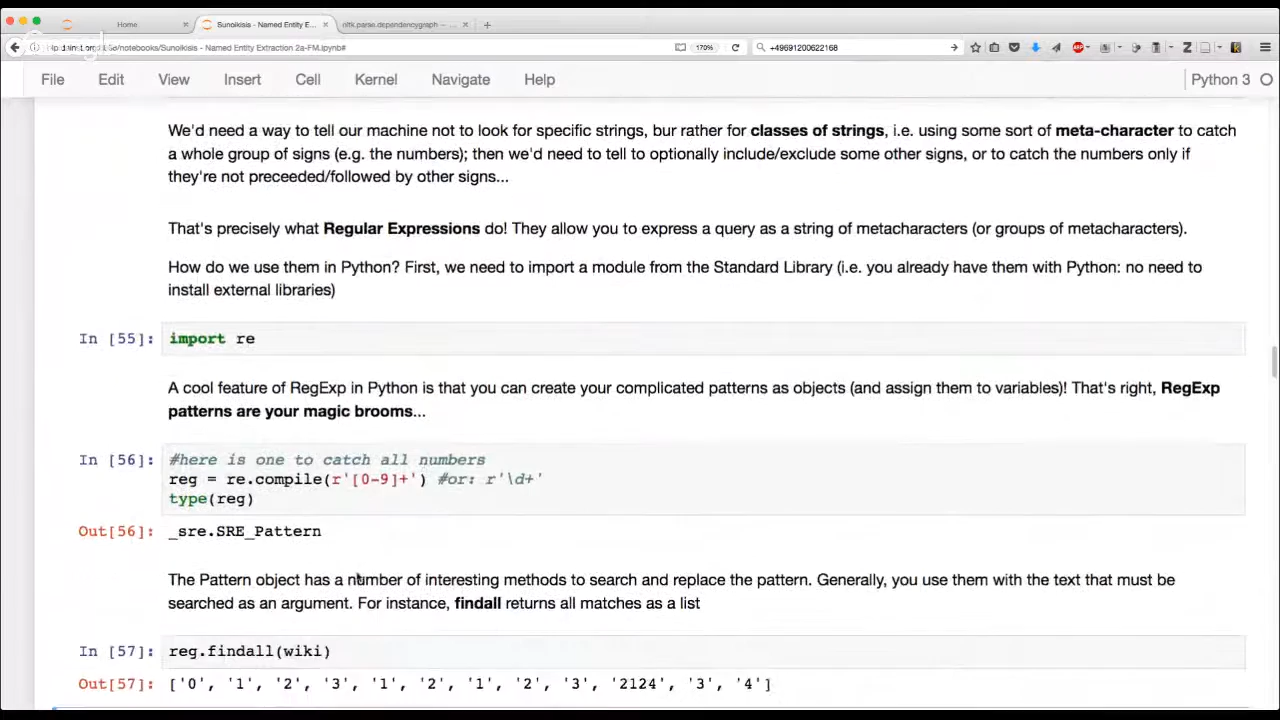 Home
Sunoikisis - Named Entity E...
nltk.parse.dependencygraph — ...
/notebooks/Sunoikisis - Named Entity Extraction 2a-FM.ipynb#
170%
+49691200622168
File Edit View Insert Cell Kernel Navigate Help
Python 3
We'd need a way to tell our machine not to look for specific strings, bur rather for classes of strings, i.e. using some sort of meta-character to catch
a whole group of signs (e.g. the numbers); then we'd need to tell to optionally include/exclude some other signs, or to catch the numbers only if
they're not preceeded/followed by other signs...
That's precisely what Regular Expressions do! They allow you to express a query as a string of metacharacters (or groups of metacharacters).
How do we use them in Python? First, we need to import a module from the Standard Library (i.e. you already have them with Python: no need to
install external libraries)
In [55]: import re
A cool feature of RegExp in Python is that you can create your complicated patterns as objects (and assign them to variables)! That's right, RegExp
patterns are your magic brooms...
In [56]: #here is one to catch all numbers
reg = re.compile(r'[0-9]+') #or: r'\d+'
type(reg)
Out[56]: _sre.SRE_Pattern
The Pattern object has a number of interesting methods to search and replace the pattern. Generally, you use them with the text that must be
searched as an argument. For instance, findall returns all matches as a list
In [57]: reg.findall(wiki)
Out[57]: ['0', '1', '2', '3', '1', '2', '1', '2', '3', '2124', '3', '4']